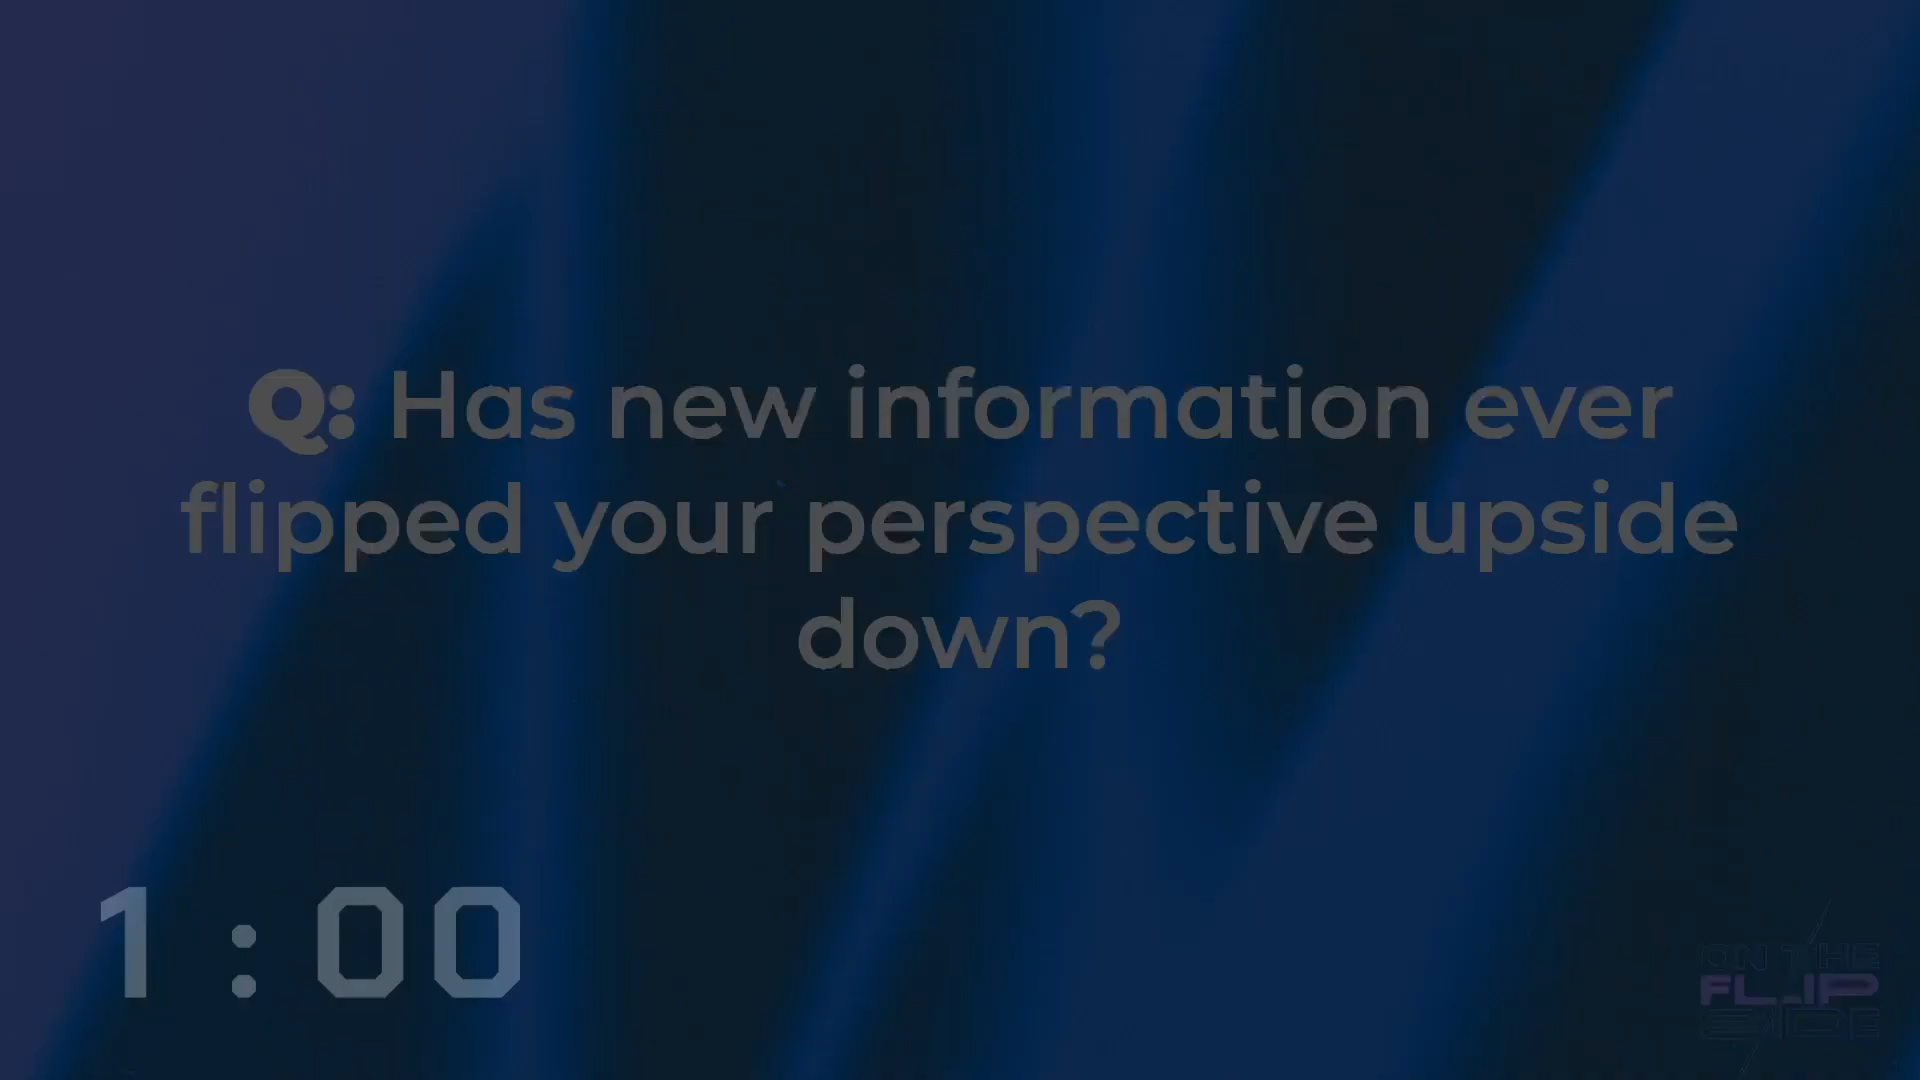 Q: Has new information ever
flipped your perspective upside
down?
1:00
ON THE
FLIP
SIDE